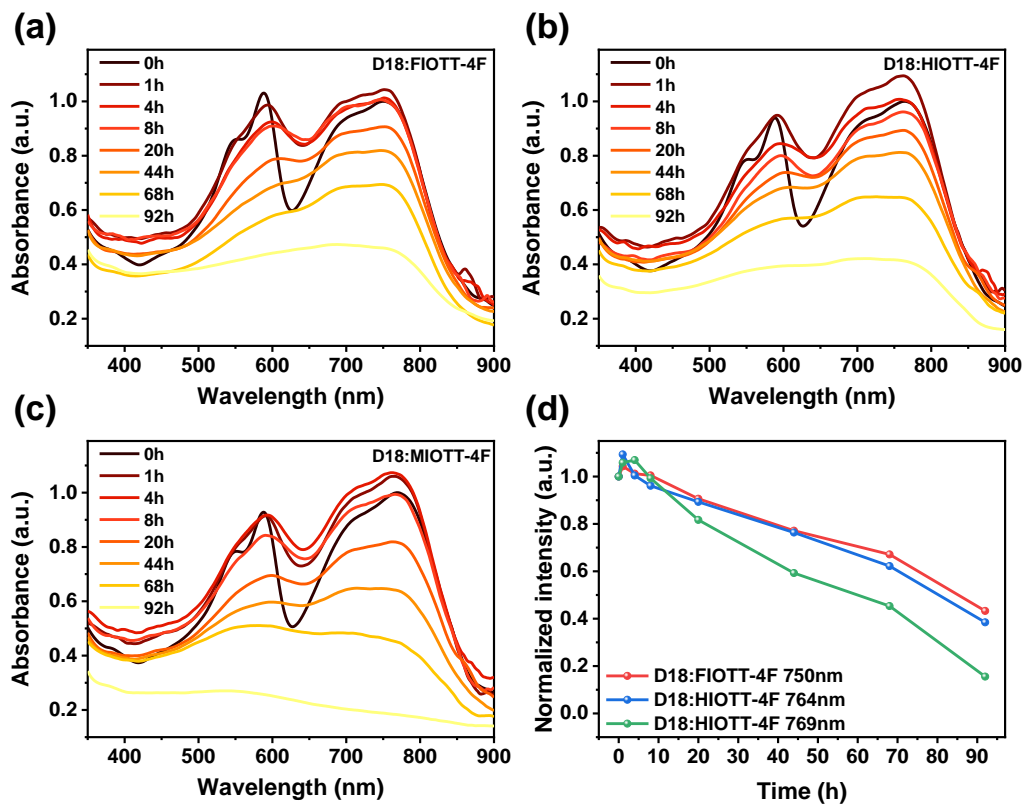 (a)
D18:FIOTT-4F
0h
1h
4h
8h
20h
44h
68h
92h
1.0
0.8
0.6
0.4
0.2
Absorbance (a.u.)
400 500 600 700 800 900
Wavelength (nm)
(b)
D18:HIOTT-4F
0h
1h
4h
8h
20h
44h
68h
92h
1.0
0.8
0.6
0.4
0.2
Absorbance (a.u.)
400 500 600 700 800 900
Wavelength (nm)
(c)
D18:MIOTT-4F
0h
1h
4h
8h
20h
44h
68h
92h
1.0
0.8
0.6
0.4
0.2
Absorbance (a.u.)
400 500 600 700 800 900
Wavelength (nm)
(d)
1.0
0.8
0.6
0.4
0.2
0.0
Normalized intensity (a.u.)
D18:FIOTT-4F 750nm
D18:HIOTT-4F 764nm
D18:HIOTT-4F 769nm
0 10 20 30 40 50 60 70 80 90
Time (h)